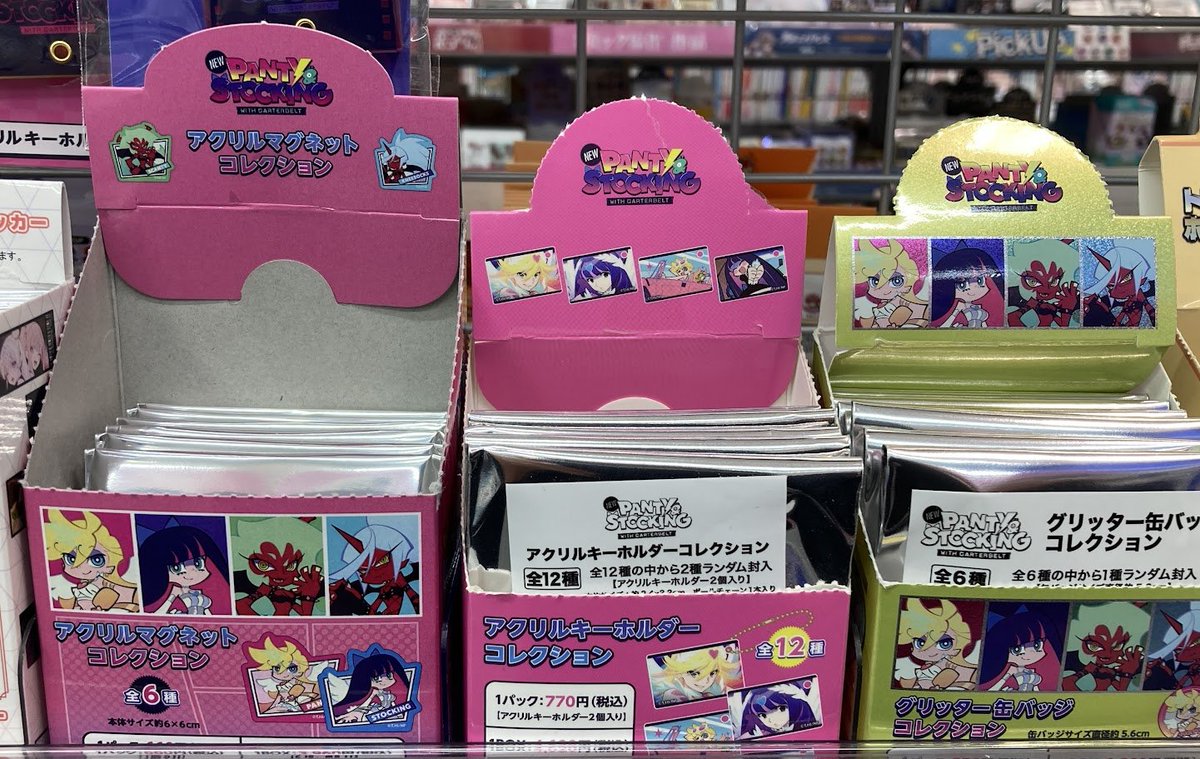 NEW
PANTY &
STOCKING
WITH GARTERBELT
アクリルマグネット
コレクション
全6種
アクリルマグネット
コレクション
本体サイズ約6×6cm
STOCKING
NEW
PANTY &
STOCKING
WITH GARTERBELT
NEW
PANTY &
STOCKING
WITH GARTERBELT
アクリルキーホルダーコレクション
全12種
全12種の中から2種ランダム封入
【アクリルキーホルダー2個入り】
アクリルキーホルダー
コレクション
全12種
1パック:770円(税込)
【アクリルキーホルダー2個入り】
NEW
PANTY &
STOCKING
NEW
PANTY &
STOCKING
WITH GARTERBELT
グリッター缶バッ
コレクション
全6種
全6種の中から1種ランダム封
グリッター缶バッジ
コレクション
缶バッジサイズ直径約5.6cm
リルキーホル
ッカー
ます。
PickUp